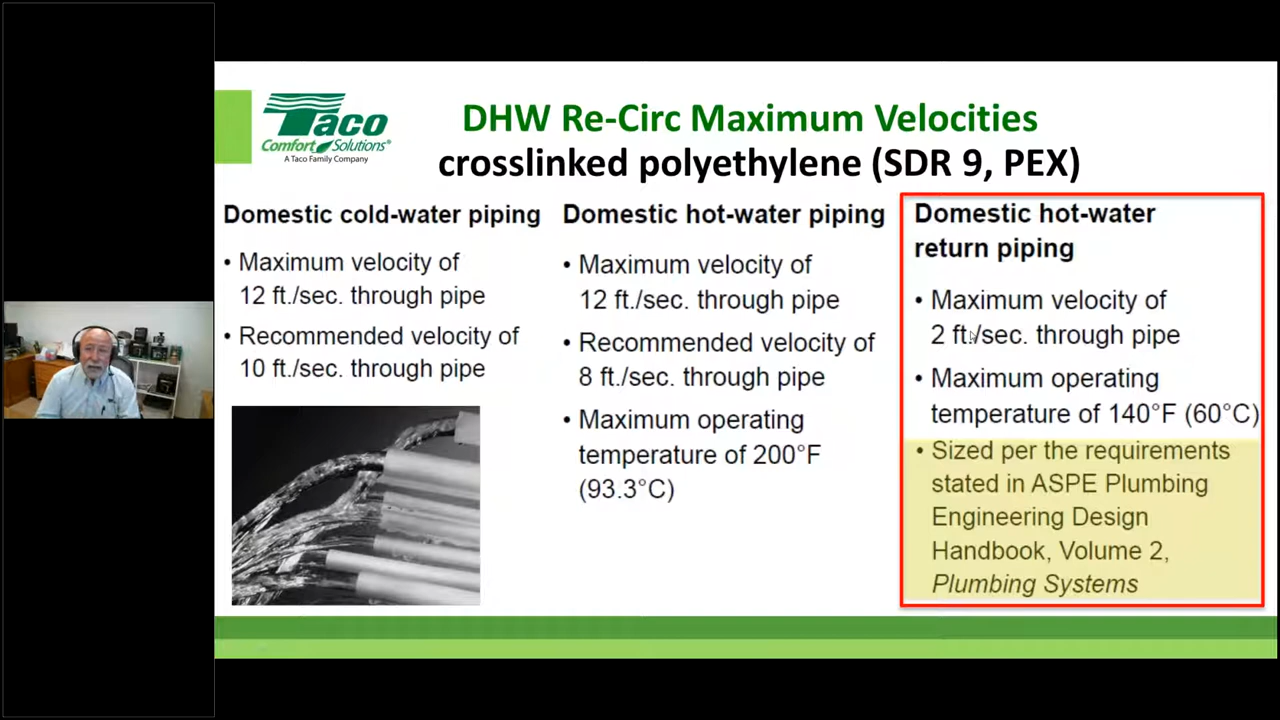 Taco
Comfort Solutions®
A Taco Family Company
DHW Re-Circ Maximum Velocities
crosslinked polyethylene (SDR 9, PEX)
Domestic cold-water piping
• Maximum velocity of
12 ft./sec. through pipe
• Recommended velocity of
10 ft./sec. through pipe
Domestic hot-water piping
• Maximum velocity of
12 ft./sec. through pipe
• Recommended velocity of
8 ft./sec. through pipe
• Maximum operating
temperature of 200°F
(93.3°C)
Domestic hot-water
return piping
• Maximum velocity of
2 ft./sec. through pipe
• Maximum operating
temperature of 140°F (60°C)
• Sized per the requirements
stated in ASPE Plumbing
Engineering Design
Handbook, Volume 2,
Plumbing Systems